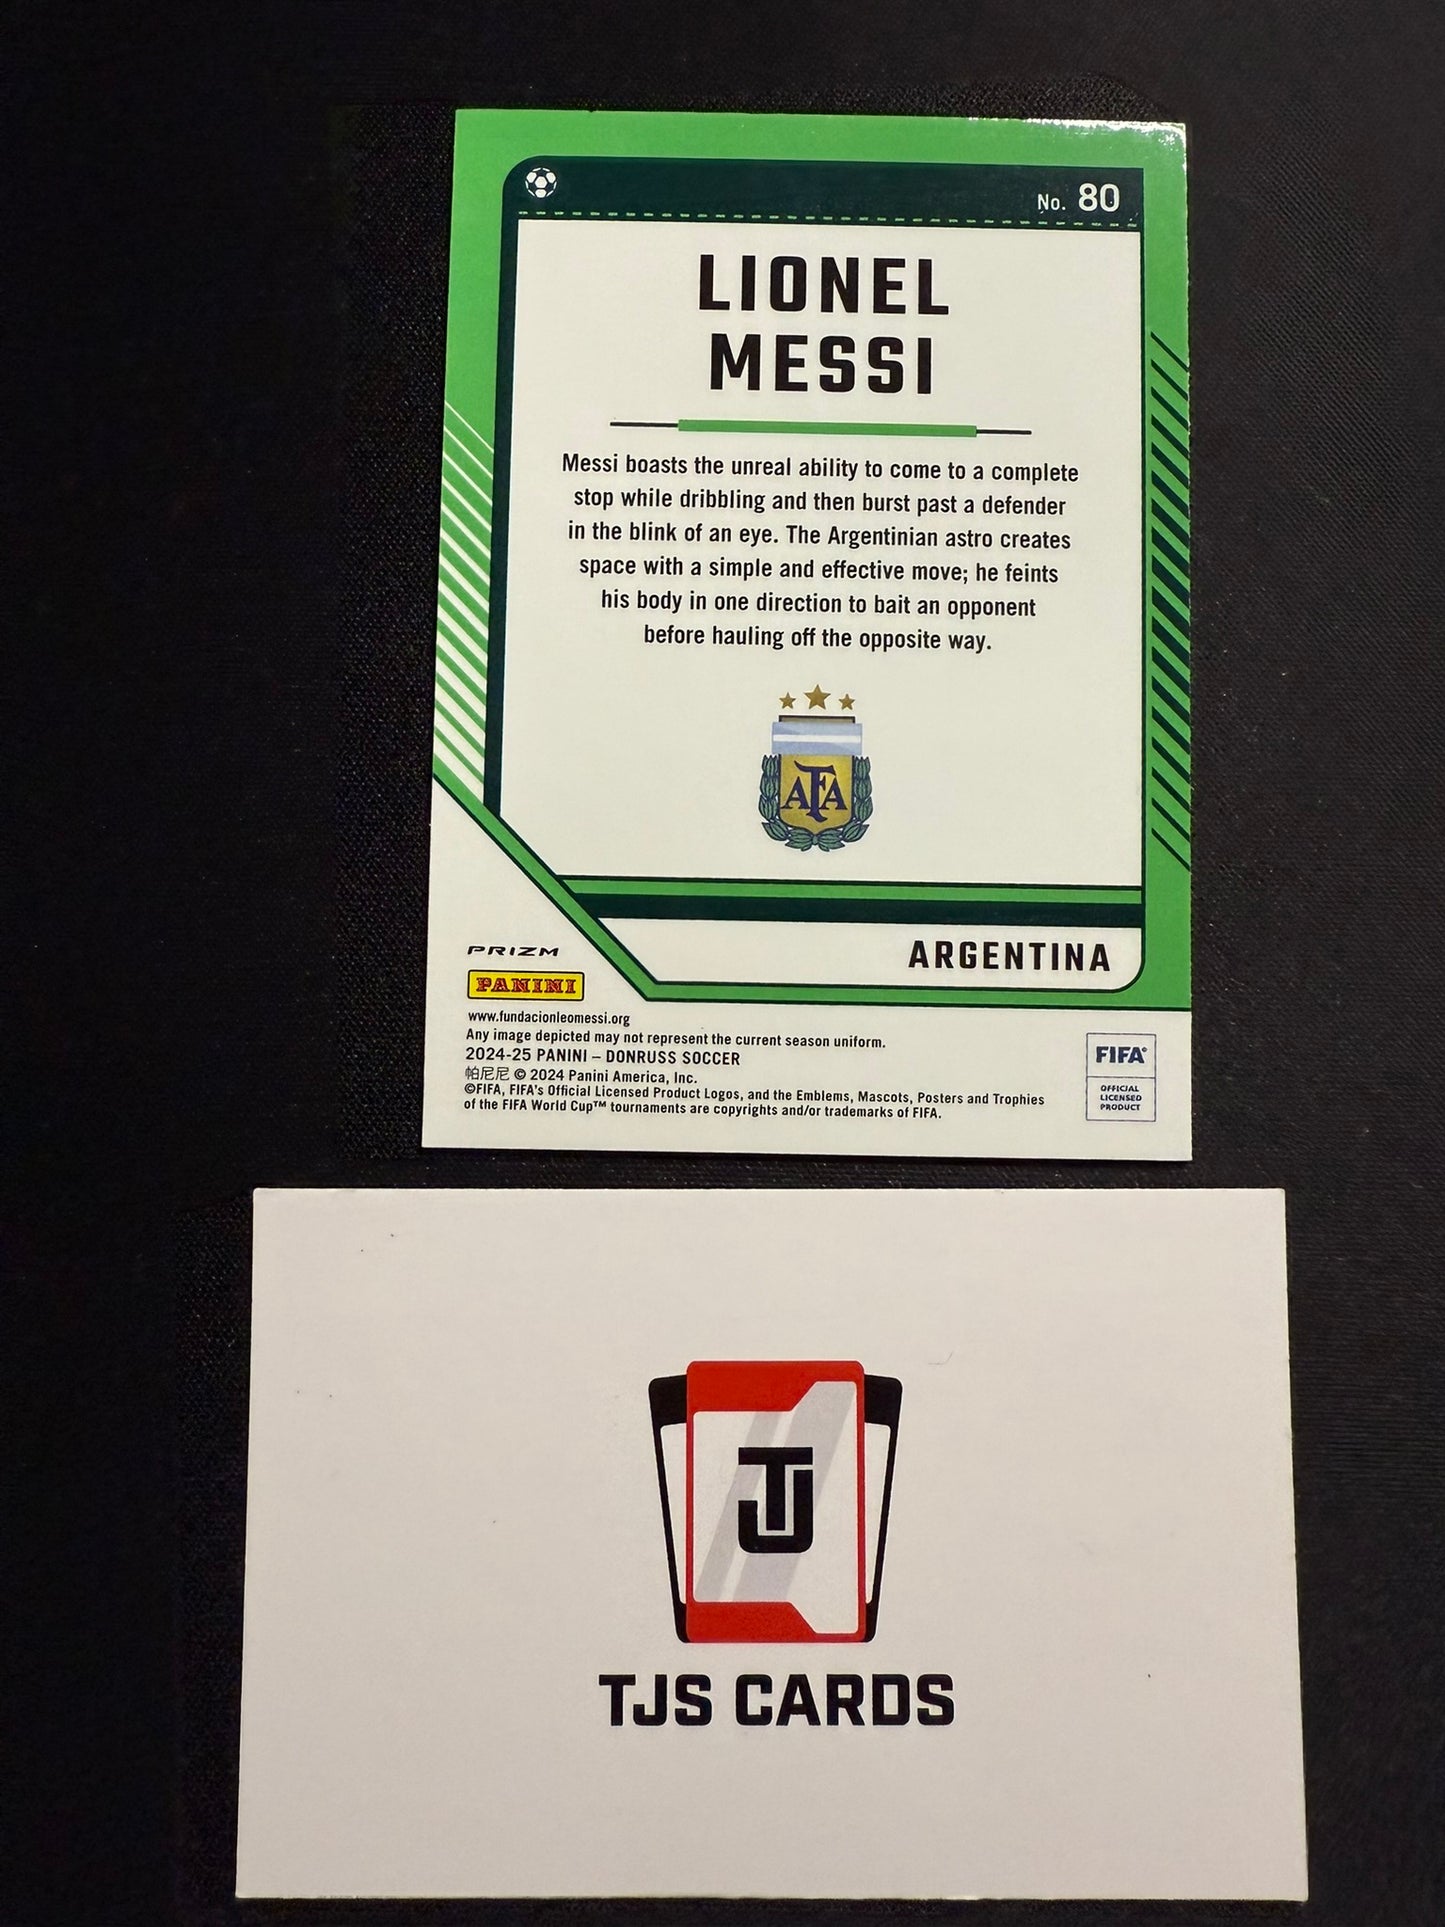 No. 80
LIONEL
MESSI
Messi boasts the unreal ability to come to a complete
stop while dribbling and then burst past a defender
in the blink of an eye. The Argentinian astro creates
space with a simple and effective move; he feints
his body in one direction to bait an opponent
before hauling off the opposite way.
AFA
ARGENTINA
PRIZM
PANINI
www.fundacionleomessi.org
Any image depicted may not represent the current season uniform.
2024-25 PANINI – DONRUSS SOCCER
帕尼尼 © 2024 Panini America, Inc.
©FIFA, FIFA's Official Licensed Product Logos, and the Emblems, Mascots, Posters and Trophies
of the FIFA World Cup™ tournaments are copyrights and/or trademarks of FIFA.
FIFA®
OFFICIAL
LICENSED
PRODUCT
TJ
TJS CARDS